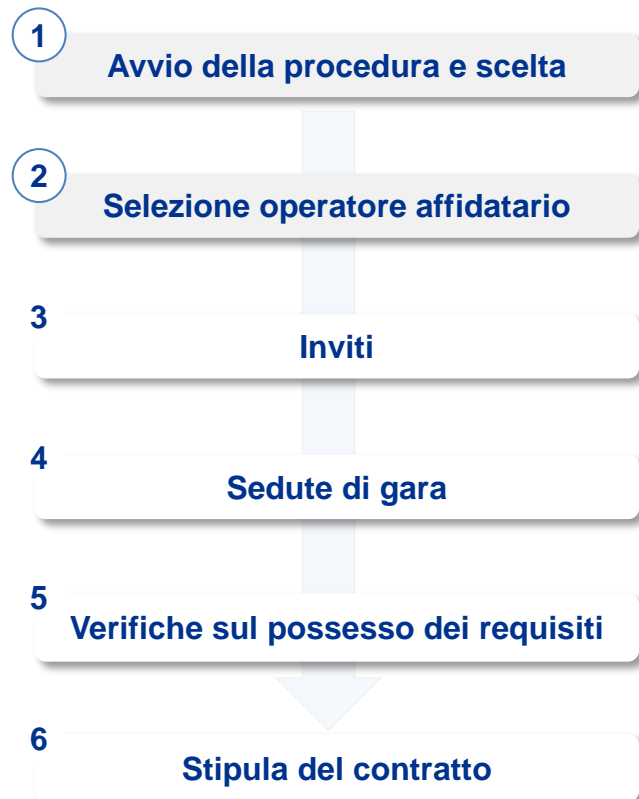 1
Avvio della procedura e scelta
2
Selezione operatore affidatario
3
Inviti
4
Sedute di gara
5
Verifiche sul possesso dei requisiti
6
Stipula del contratto